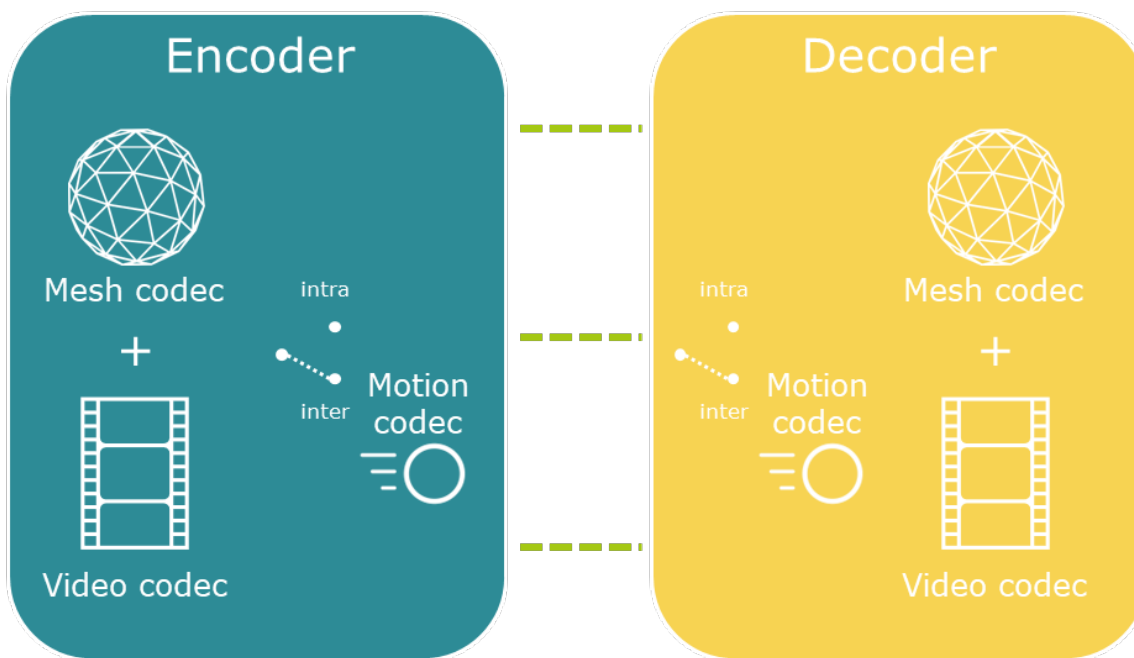 Encoder
Mesh codec
+
Video codec
intra
inter
Motion
codec
Decoder
intra
inter
Motion
codec
Mesh codec
+
Video codec